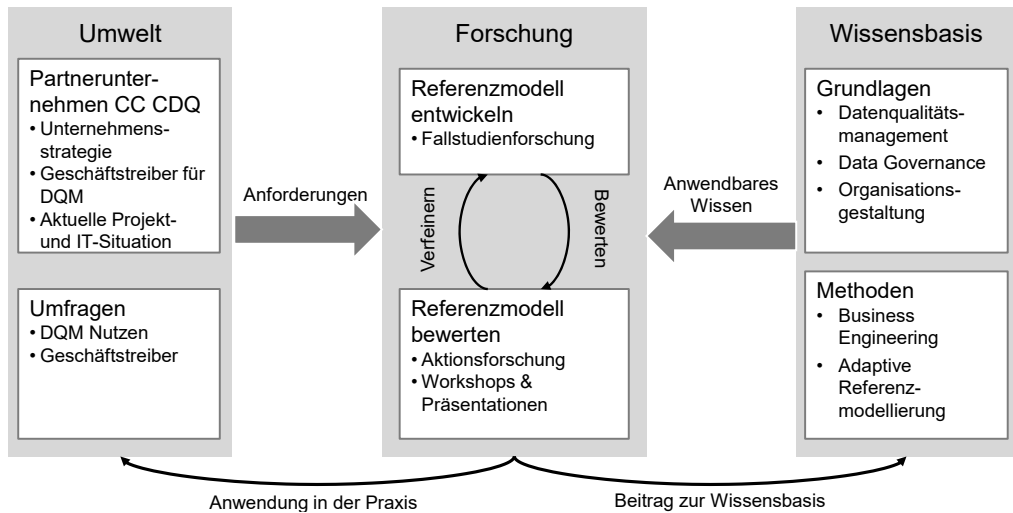 Umwelt
Partnerunter-
nehmen CC CDQ
• Unternehmens-
strategie
• Geschäftstreiber für
DQM
• Aktuelle Projekt-
und IT-Situation
Umfragen
• DQM Nutzen
• Geschäftstreiber
Anforderungen
Forschung
Referenzmodell
entwickeln
• Fallstudienforschung
Verfeinern
Bewerten
Referenzmodell
bewerten
• Aktionsforschung
• Workshops &
Präsentationen
Anwendbares
Wissen
Wissensbasis
Grundlagen
• Datenqualitäts-
management
• Data Governance
• Organisations-
gestaltung
Methoden
• Business
Engineering
• Adaptive
Referenz-
modellierung
Anwendung in der Praxis
Beitrag zur Wissensbasis